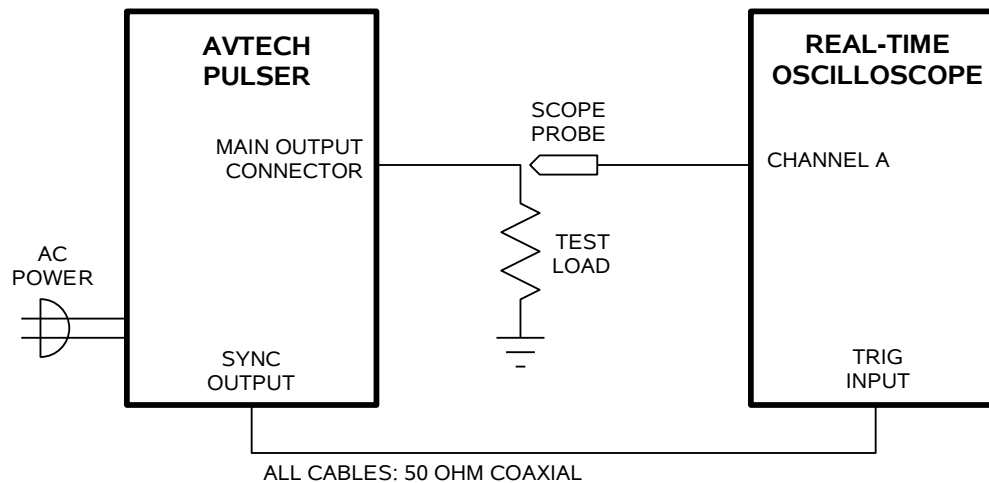 AVTECH
PULSER
REAL-TIME
OSCILLOSCOPE
SCOPE
PROBE
MAIN OUTPUT
CONNECTOR
CHANNEL A
TEST
LOAD
AC
POWER
SYNC
OUTPUT
TRIG
INPUT
ALL CABLES: 50 OHM COAXIAL